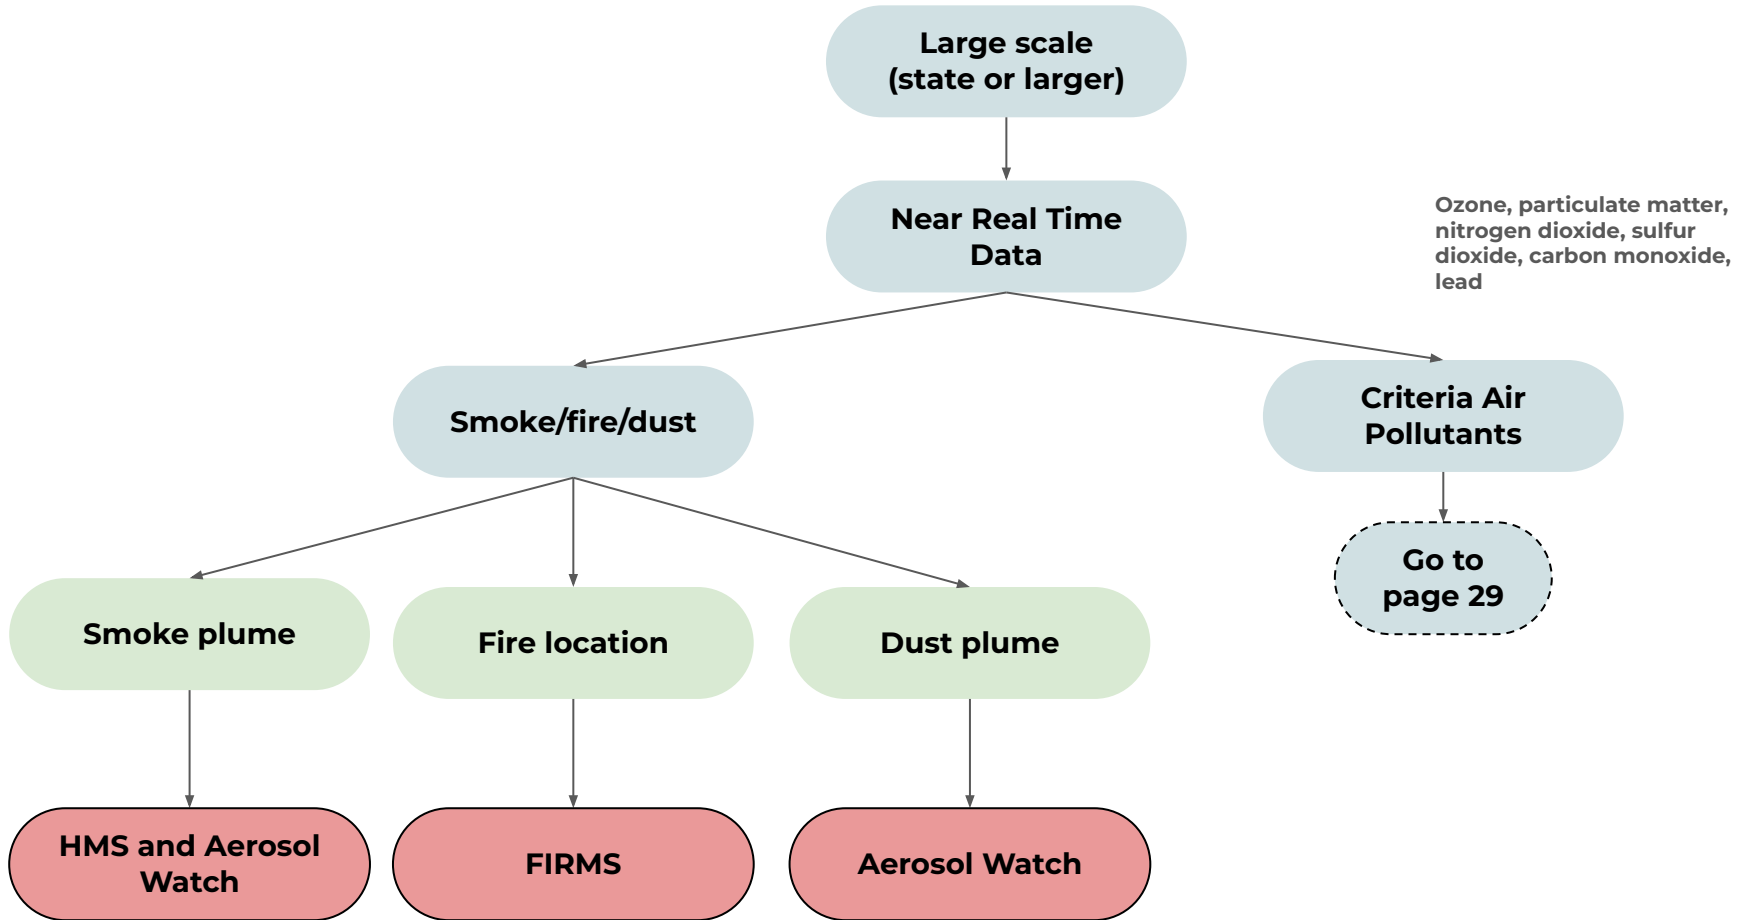 Large scale
(state or larger)
Near Real Time
Data
Ozone, particulate matter,
nitrogen dioxide, sulfur
dioxide, carbon monoxide,
lead
Smoke/fire/dust
Criteria Air
Pollutants
Go to
page 29
Smoke plume
Fire location
Dust plume
HMS and Aerosol
Watch
FIRMS
Aerosol Watch